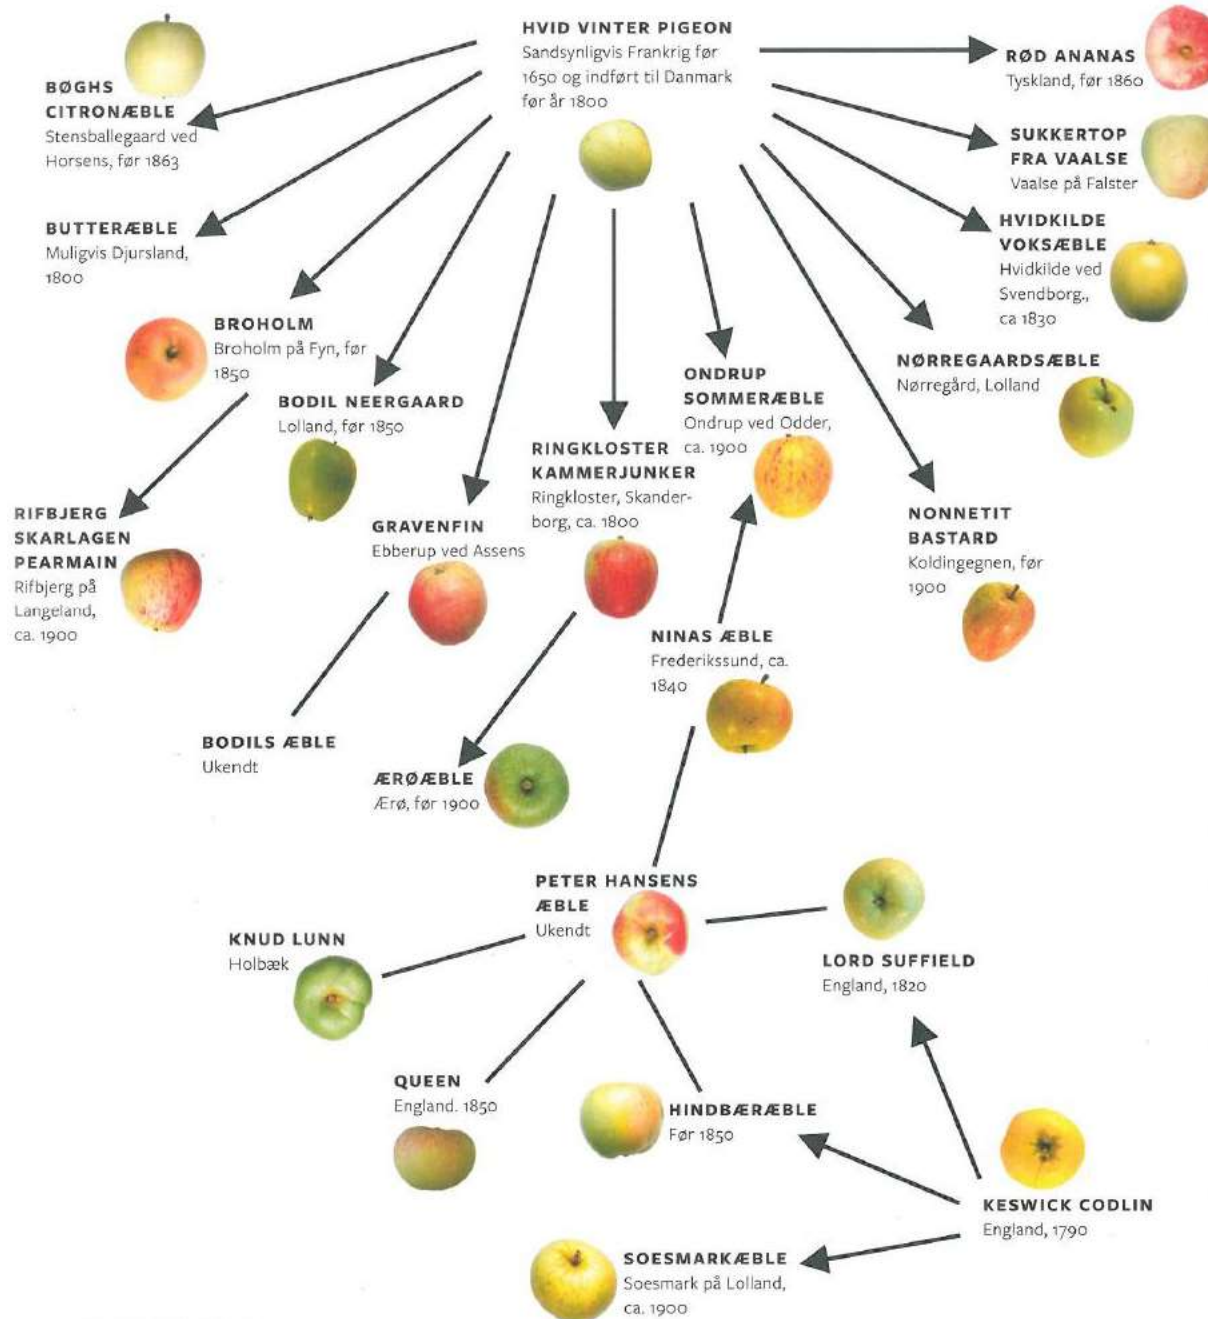 HVID VINTER PIGEON
Sandsynligvis Frankrig før
1650 og indført til Danmark
før år 1800
BØGHS
CITRONÆBLE
Stensballegaard ved
Horsens, før 1863
RØD ANANAS
Tyskland, før 1860
SUKKERTOP
FRA VAALSE
Vaalse på Falster
BUTTERÆBLE
Muligvis Djursland,
1800
HVIDKILDE
VOKSÆBLE
Hvidkilde ved
Svendborg.,
ca 1830
BROHOLM
Broholm på Fyn, før
1850
NØRREGAARDSÆBLE
Nørregård, Lolland
BODIL NEERGAARD
Lolland, før 1850
ONDRUP
SOMMERÆBLE
Ondrup ved Odder,
ca. 1900
RINGKLOSTER
KAMMERJUNKER
Ringkloster, Skander-
borg, ca. 1800
RIFBJERG
SKARLAGEN
PEARMAIN
Rifbjerg på
Langeland,
ca. 1900
GRAVENFIN
Ebberup ved Assens
NONNETIT
BASTARD
Koldingegnen, før
1900
NINAS ÆBLE
Frederikssund, ca.
1840
BODILS ÆBLE
Ukendt
ÆRØÆBLE
Ærø, før 1900
PETER HANSENS
ÆBLE
Ukendt
KNUD LUNN
Holbæk
LORD SUFFIELD
England, 1820
QUEEN
England. 1850
HINDBÆRÆBLE
Før 1850
KESWICK CODLIN
England, 1790
SOESMARKÆBLE
Soesmark på Lolland,
ca. 1900